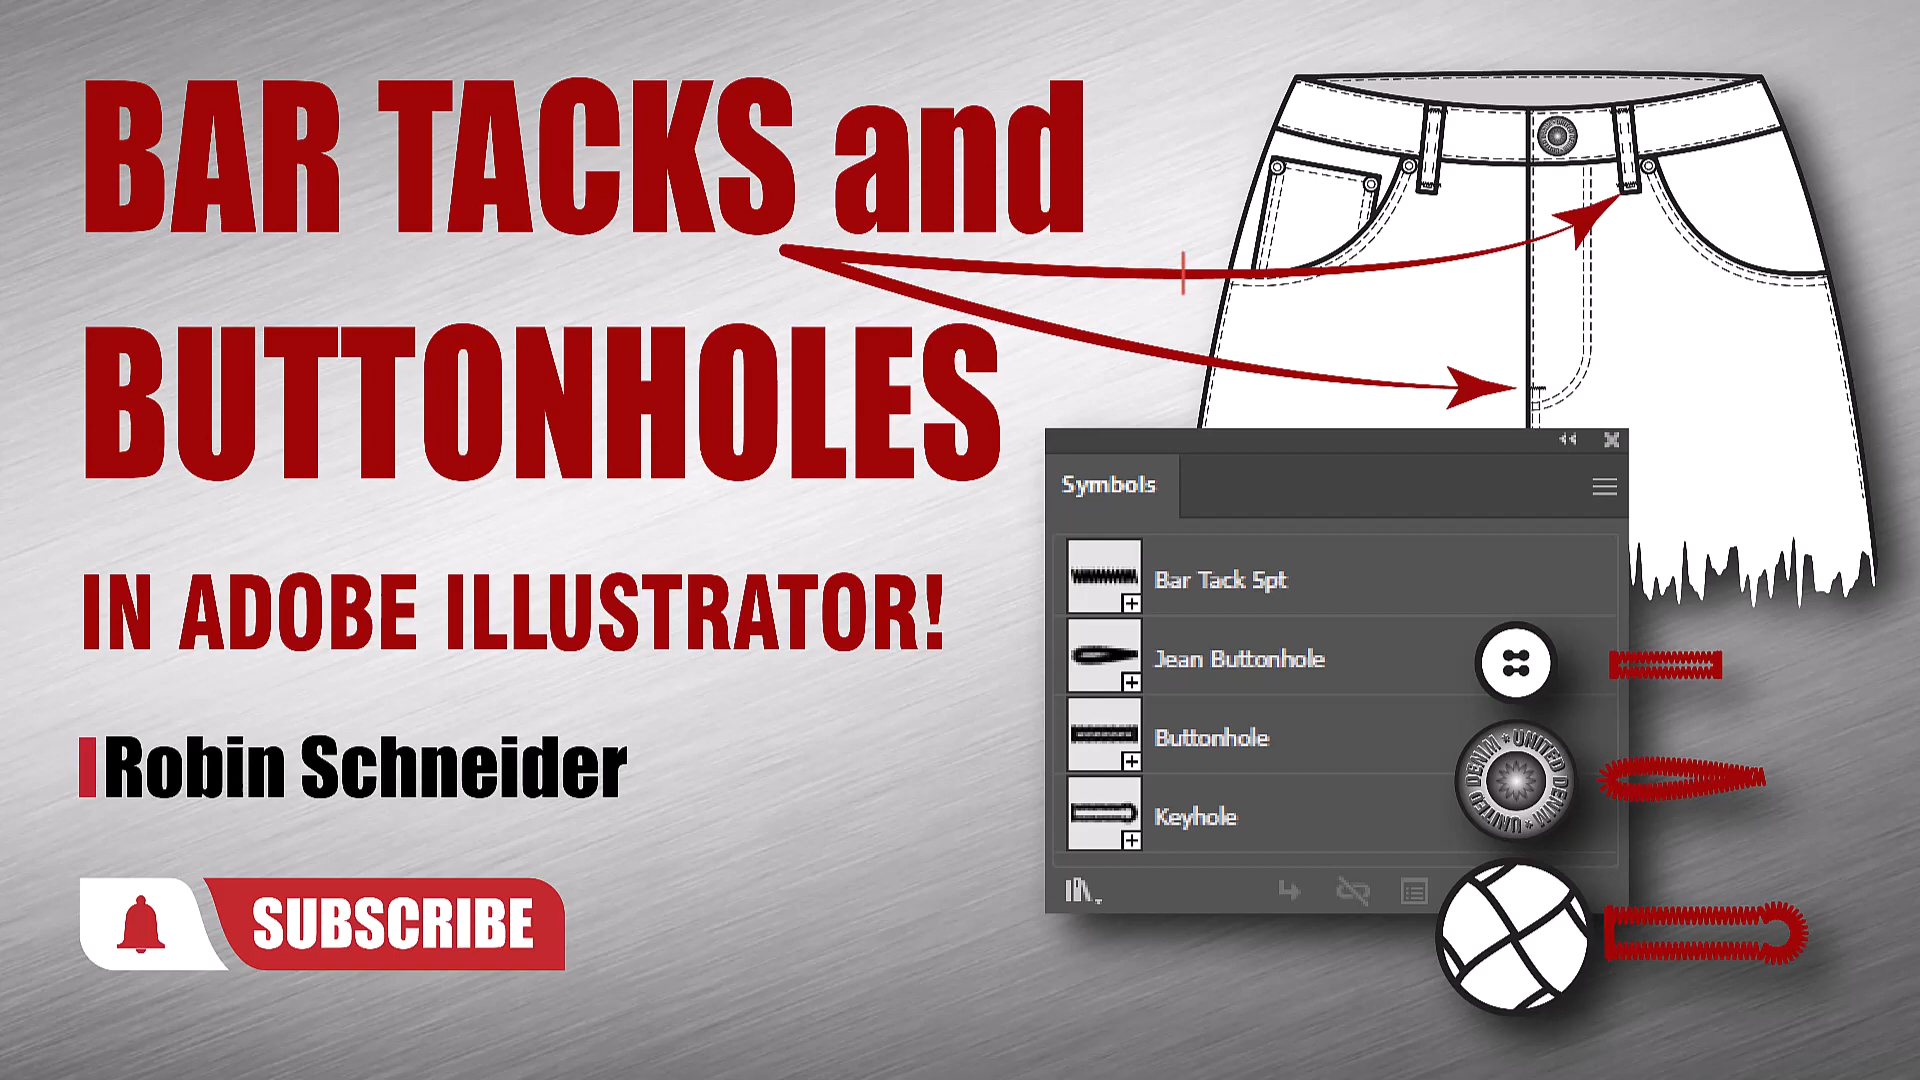 BAR TACKS and
BUTTONHOLES
IN ADOBE ILLUSTRATOR!
Robin Schneider
SUBSCRIBE
Symbols
Bar Tack 5pt
Jean Buttonhole
Buttonhole
Keyhole
UNITED DENIM * UNITED DENIM *